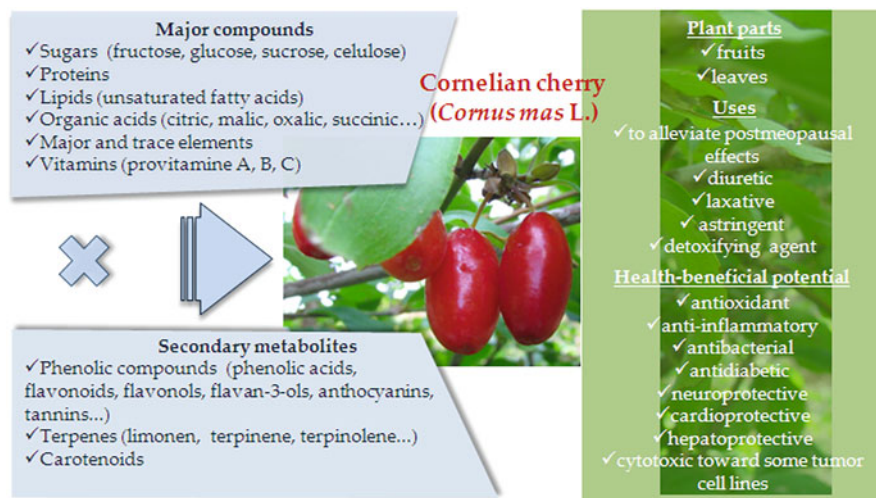 Major compounds
✓Sugars (fructose, glucose, sucrose, celulose)
✓Proteins
✓Lipids (unsaturated fatty acids)
✓Organic acids (citric, malic, oxalic, succinic…)
✓Major and trace elements
✓Vitamins (provitamine A, B, C)
Cornelian cherry
(Cornus mas L.)
Secondary metabolites
✓Phenolic compounds (phenolic acids,
flavonoids, flavonols, flavan-3-ols, anthocyanins,
tannins...)
✓Terpenes (limonen, terpinene, terpinolene...)
✓Carotenoids
Plant parts
✓fruits
✓leaves
Uses
✓to alleviate postmeopausal
effects
✓diuretic
✓laxative
✓astringent
✓detoxifying agent
Health-beneficial potential
✓antioxidant
✓anti-inflammatory
✓antibacterial
✓antidiabetic
✓neuroprotective
✓cardioprotective
✓hepatoprotective
✓cytotoxic toward some tumor
cell lines